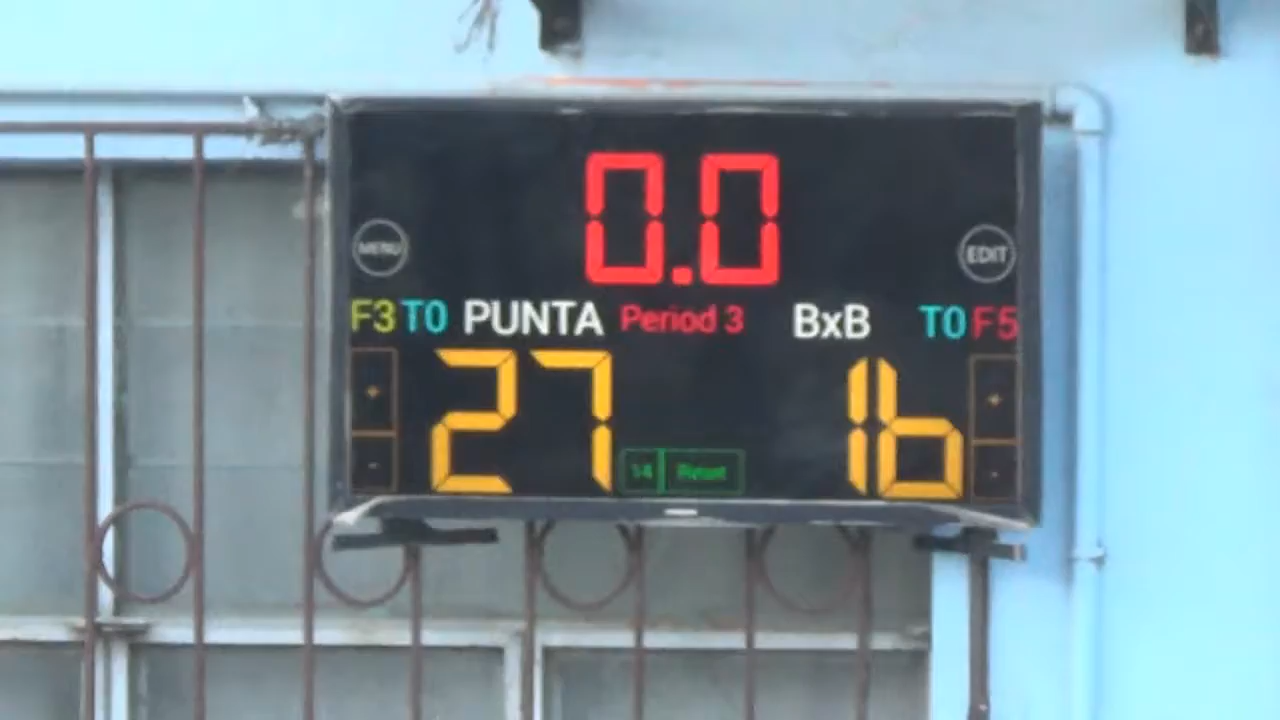 0.0
MENU EDIT
F3 T0 PUNTA Period 3 BxB T0 F5
+ +
27 16
- 14 Reset -